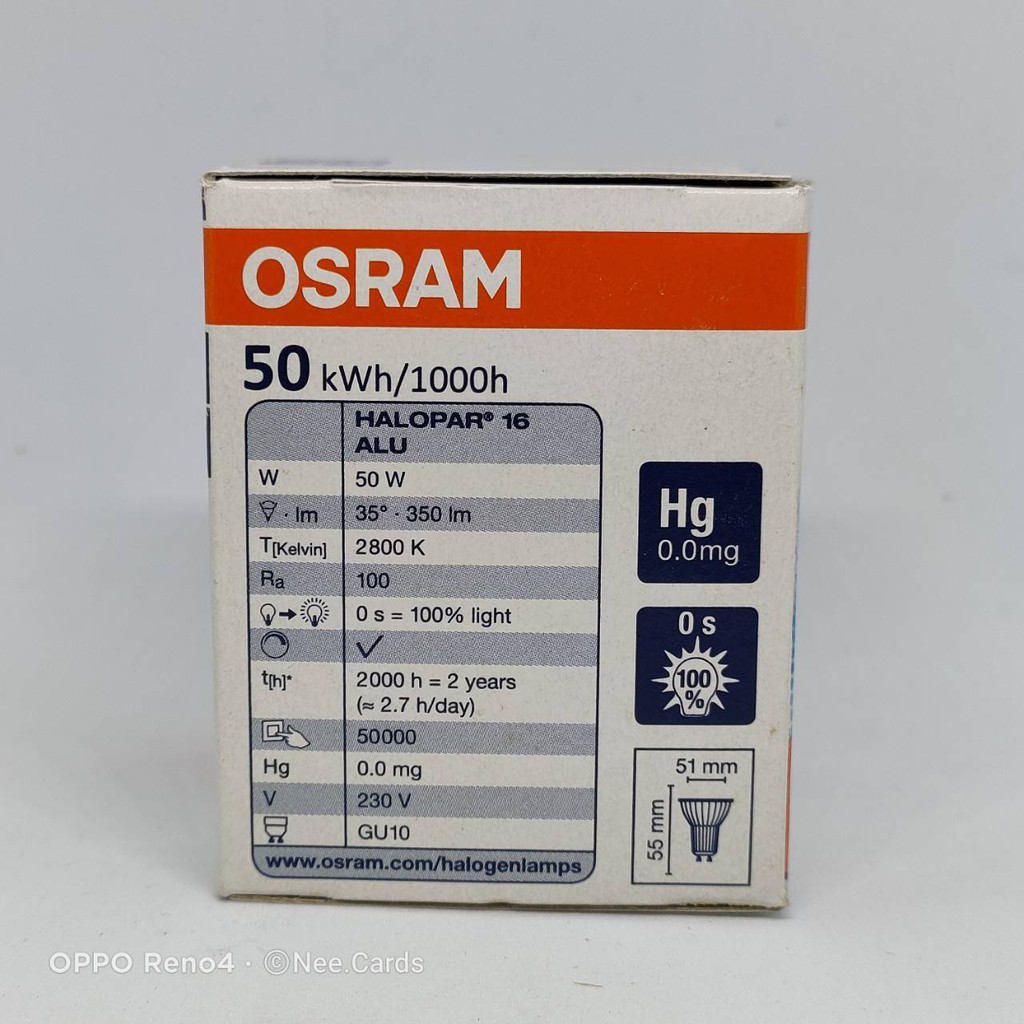 OSRAM
50 kWh/1000h
HALOPAR® 16
ALU
W 50 W
· lm 35° · 350 lm
T[Kelvin] 2800 K
Ra 100
0 s = 100% light
t[h]* 2000 h = 2 years
(≈ 2.7 h/day)
50000
Hg 0.0 mg
V 230 V
GU10
www.osram.com/halogenlamps
Hg
0.0mg
0 s
100
%
51 mm
55 mm
OPPO Reno4 · ©Nee.Cards